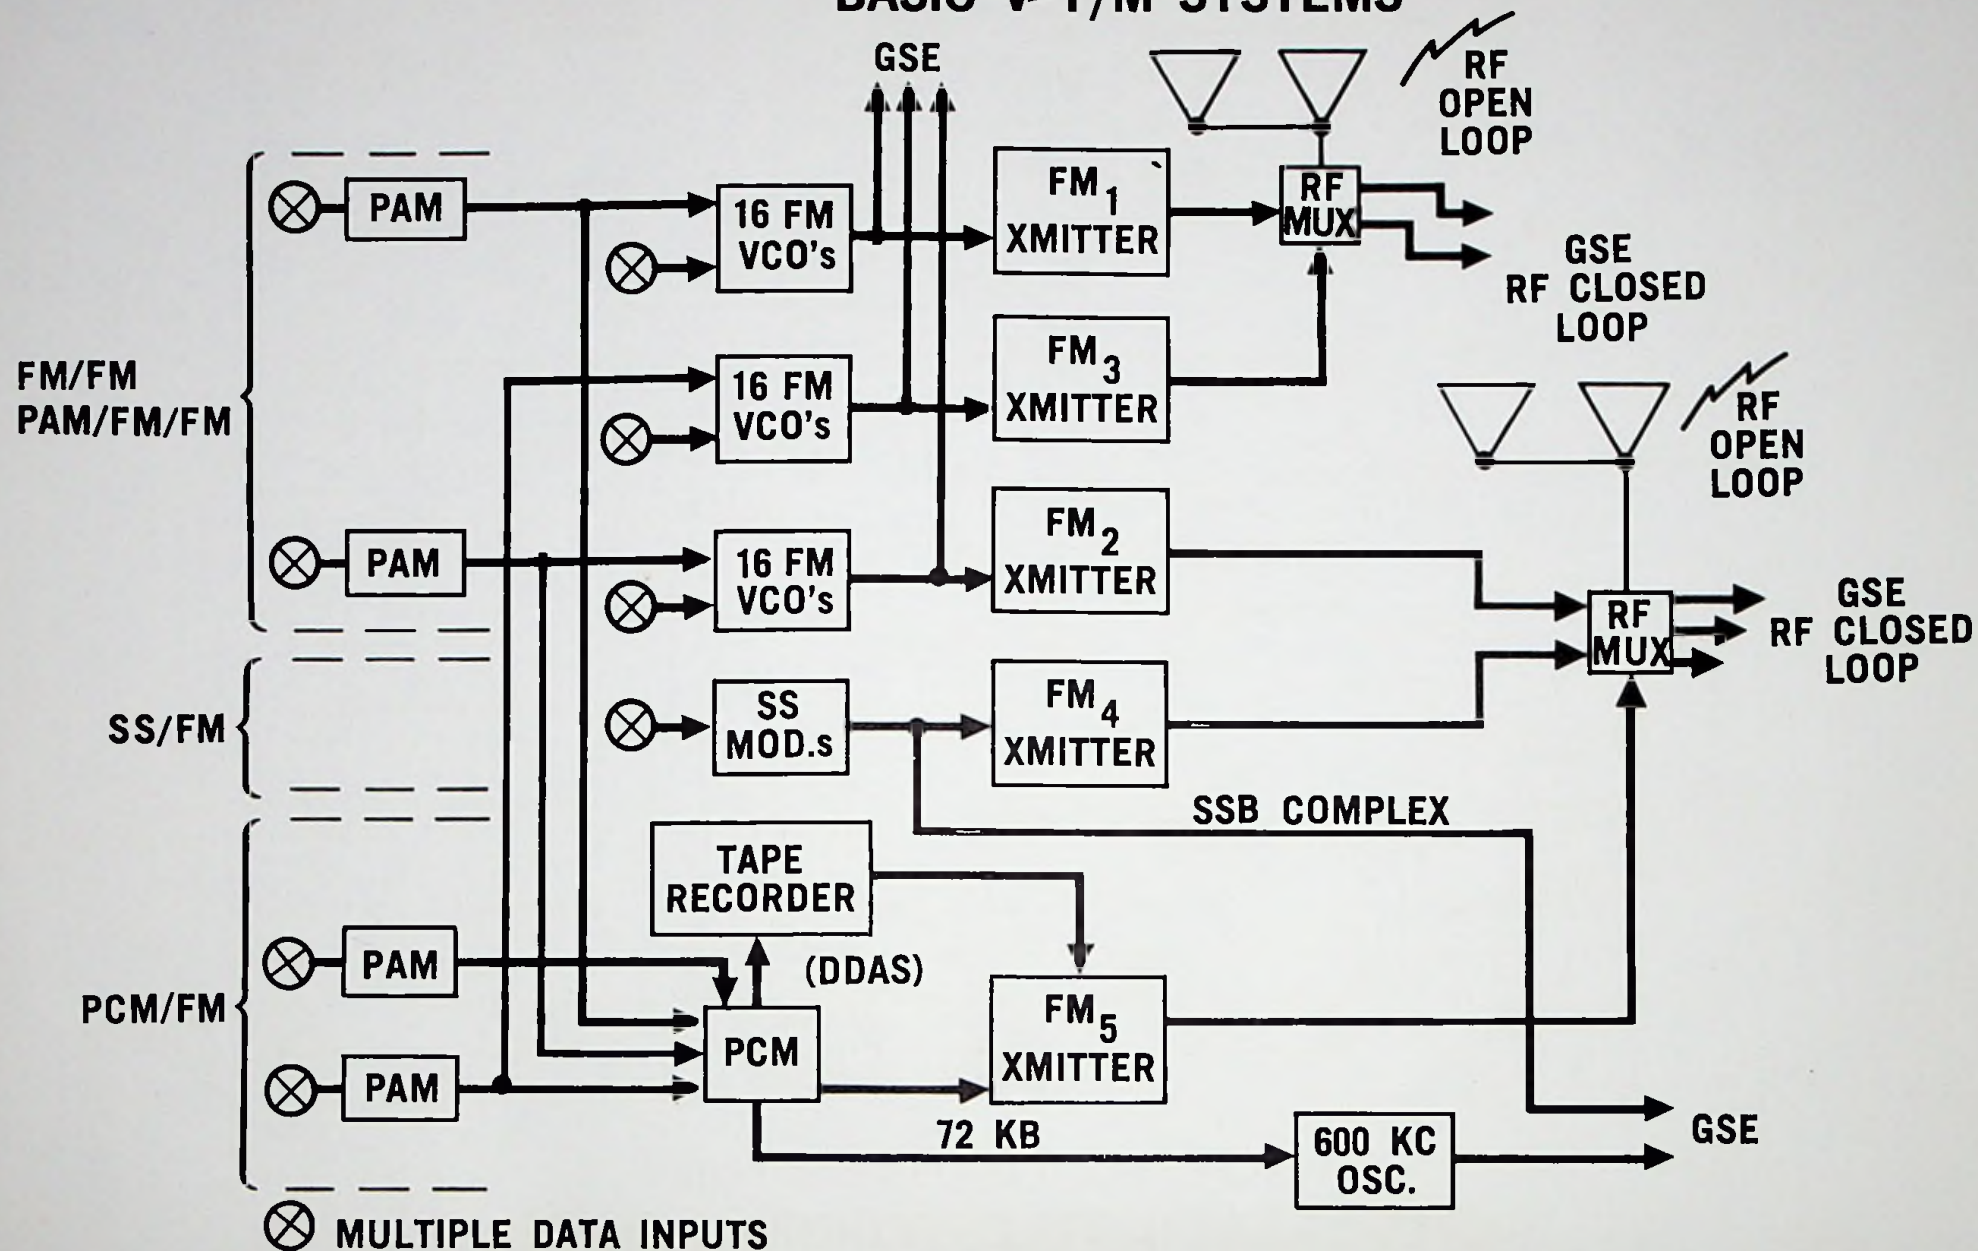 BASIC V T/M SYSTEMS
GSE
RF
OPEN
LOOP
PAM
16 FM
VCO's
FM1
XMITTER
RF
MUX
GSE
RF CLOSED
LOOP
FM/FM
PAM/FM/FM
16 FM
VCO's
FM3
XMITTER
RF
OPEN
LOOP
PAM
16 FM
VCO's
FM2
XMITTER
RF
MUX
GSE
RF CLOSED
LOOP
SS/FM
SS
MOD.s
FM4
XMITTER
SSB COMPLEX
TAPE
RECORDER
(DDAS)
PCM/FM
PAM
PAM
PCM
FM5
XMITTER
72 KB
600 KC
OSC.
GSE
MULTIPLE DATA INPUTS